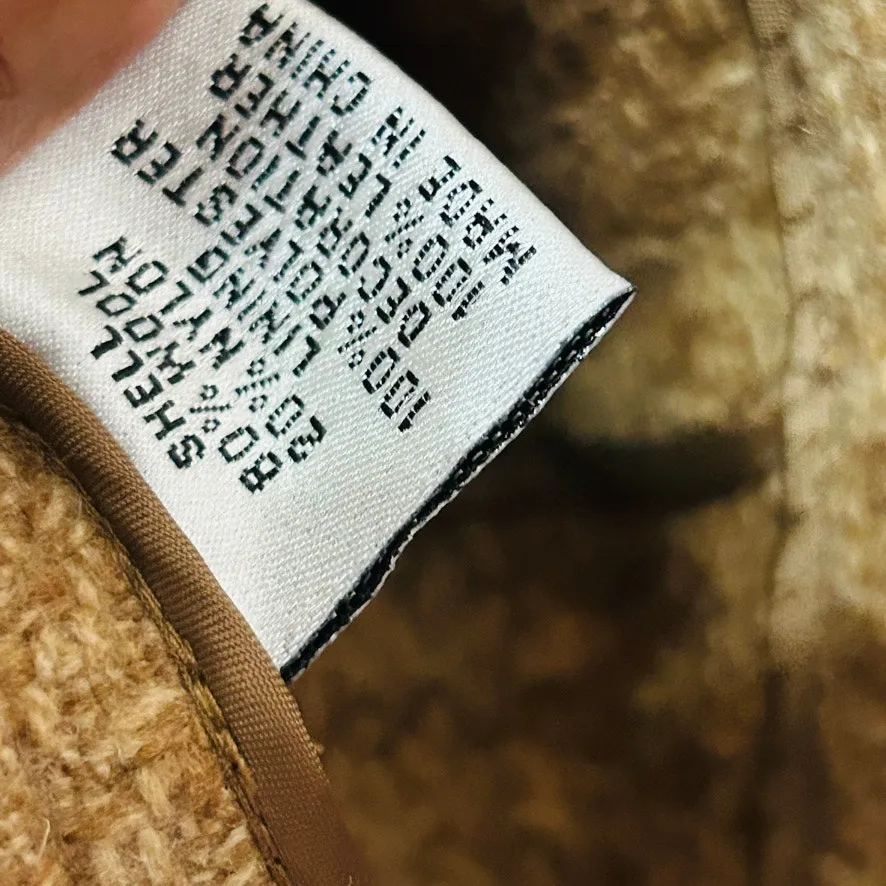 SHELL
80% WOOL
20% NYLON
LINING
100% POLYESTER
DECORATION
100% LEATHER
MADE IN CHINA